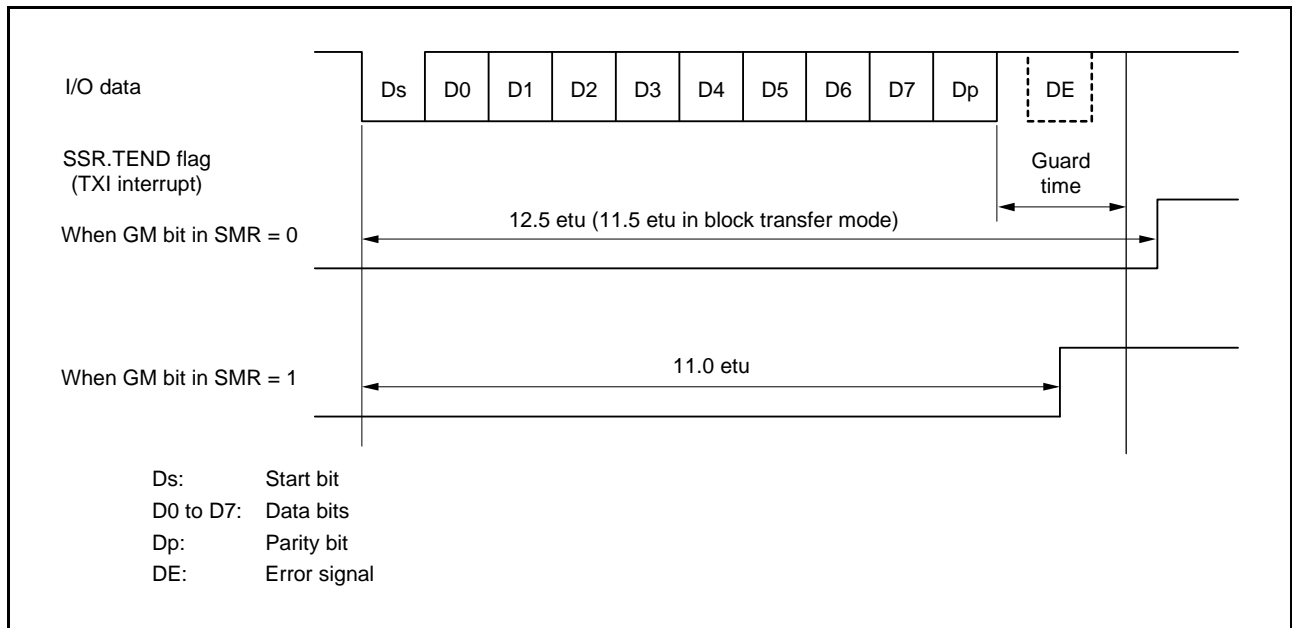 I/O data
Ds D0 D1 D2 D3 D4 D5 D6 D7 Dp DE
SSR.TEND flag
(TXI interrupt)
Guard
time
When GM bit in SMR = 0
12.5 etu (11.5 etu in block transfer mode)
When GM bit in SMR = 1
11.0 etu
Ds: Start bit
D0 to D7: Data bits
Dp: Parity bit
DE: Error signal